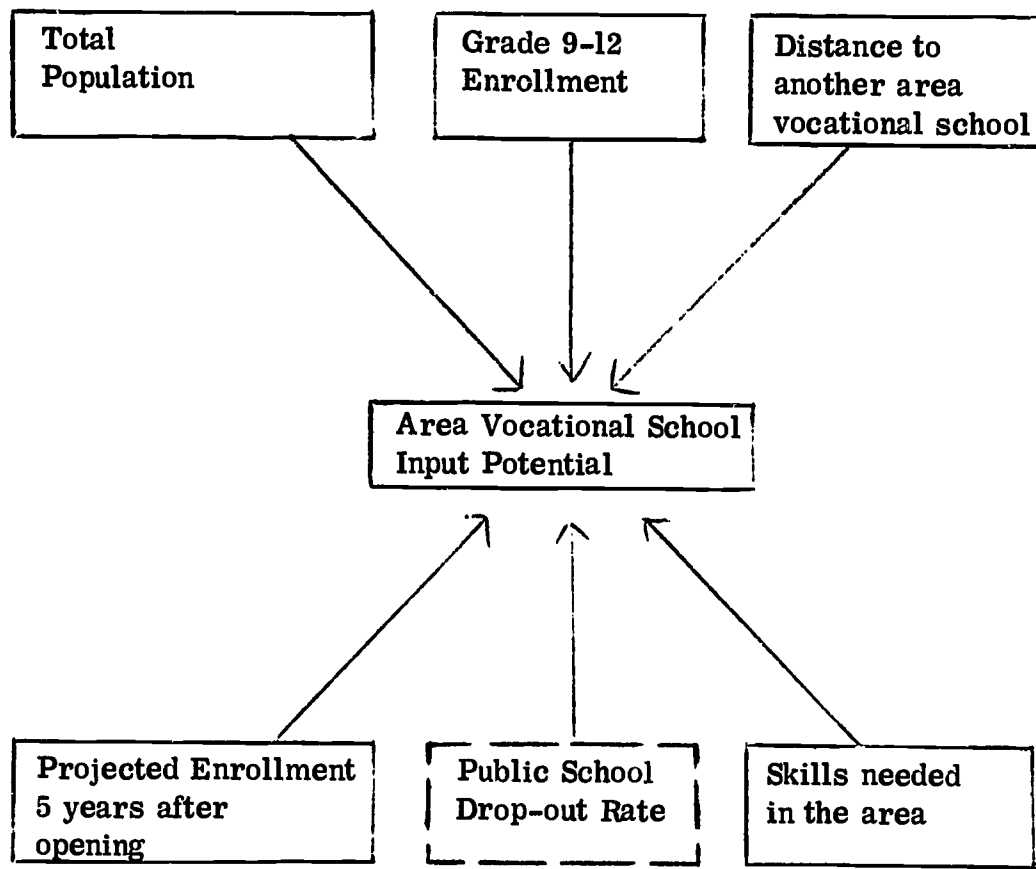 Total
Population
Grade 9-12
Enrollment
Distance to
another area
vocational school
Area Vocational School
Input Potential
Projected Enrollment
5 years after
opening
Public School
Drop-out Rate
Skills needed
in the area